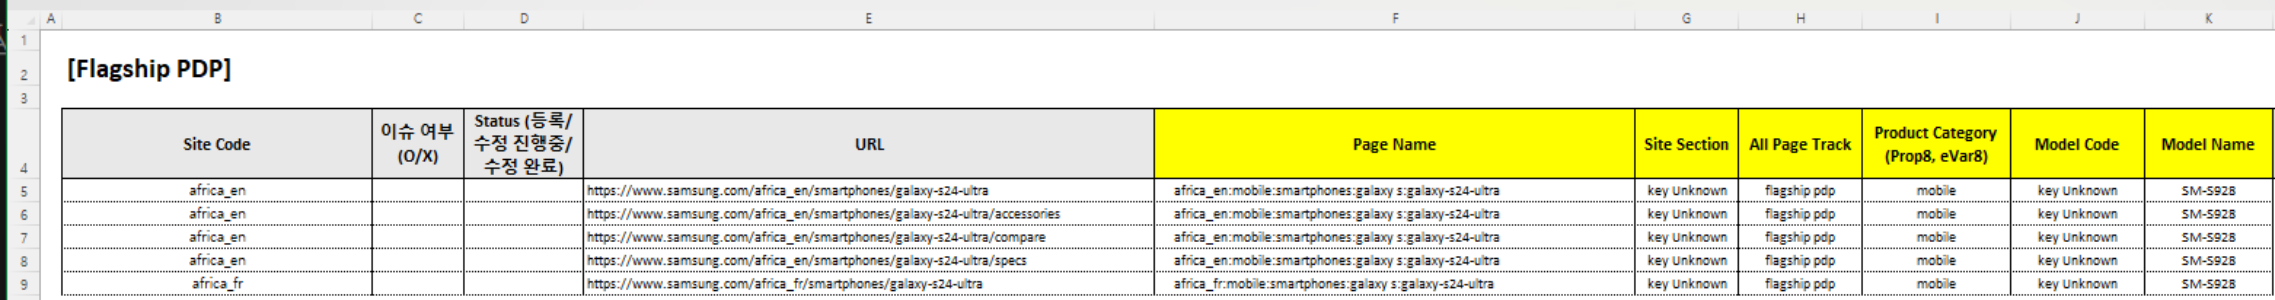 A B C D E F G H I J K
1
2 [Flagship PDP]
3
4 Site Code 이슈 여부 (O/X) Status (등록/ 수정 진행중/ 수정 완료) URL Page Name Site Section All Page Track Product Category (Prop8, eVar8) Model Code Model Name
5 africa_en https://www.samsung.com/africa_en/smartphones/galaxy-s24-ultra africa_en:mobile:smartphones:galaxy s:galaxy-s24-ultra key Unknown flagship pdp mobile key Unknown SM-S928
6 africa_en https://www.samsung.com/africa_en/smartphones/galaxy-s24-ultra/accessories africa_en:mobile:smartphones:galaxy s:galaxy-s24-ultra key Unknown flagship pdp mobile key Unknown SM-S928
7 africa_en https://www.samsung.com/africa_en/smartphones/galaxy-s24-ultra/compare africa_en:mobile:smartphones:galaxy s:galaxy-s24-ultra key Unknown flagship pdp mobile key Unknown SM-S928
8 africa_en https://www.samsung.com/africa_en/smartphones/galaxy-s24-ultra/specs africa_en:mobile:smartphones:galaxy s:galaxy-s24-ultra key Unknown flagship pdp mobile key Unknown SM-S928
9 africa_fr https://www.samsung.com/africa_fr/smartphones/galaxy-s24-ultra africa_fr:mobile:smartphones:galaxy s:galaxy-s24-ultra key Unknown flagship pdp mobile key Unknown SM-S928